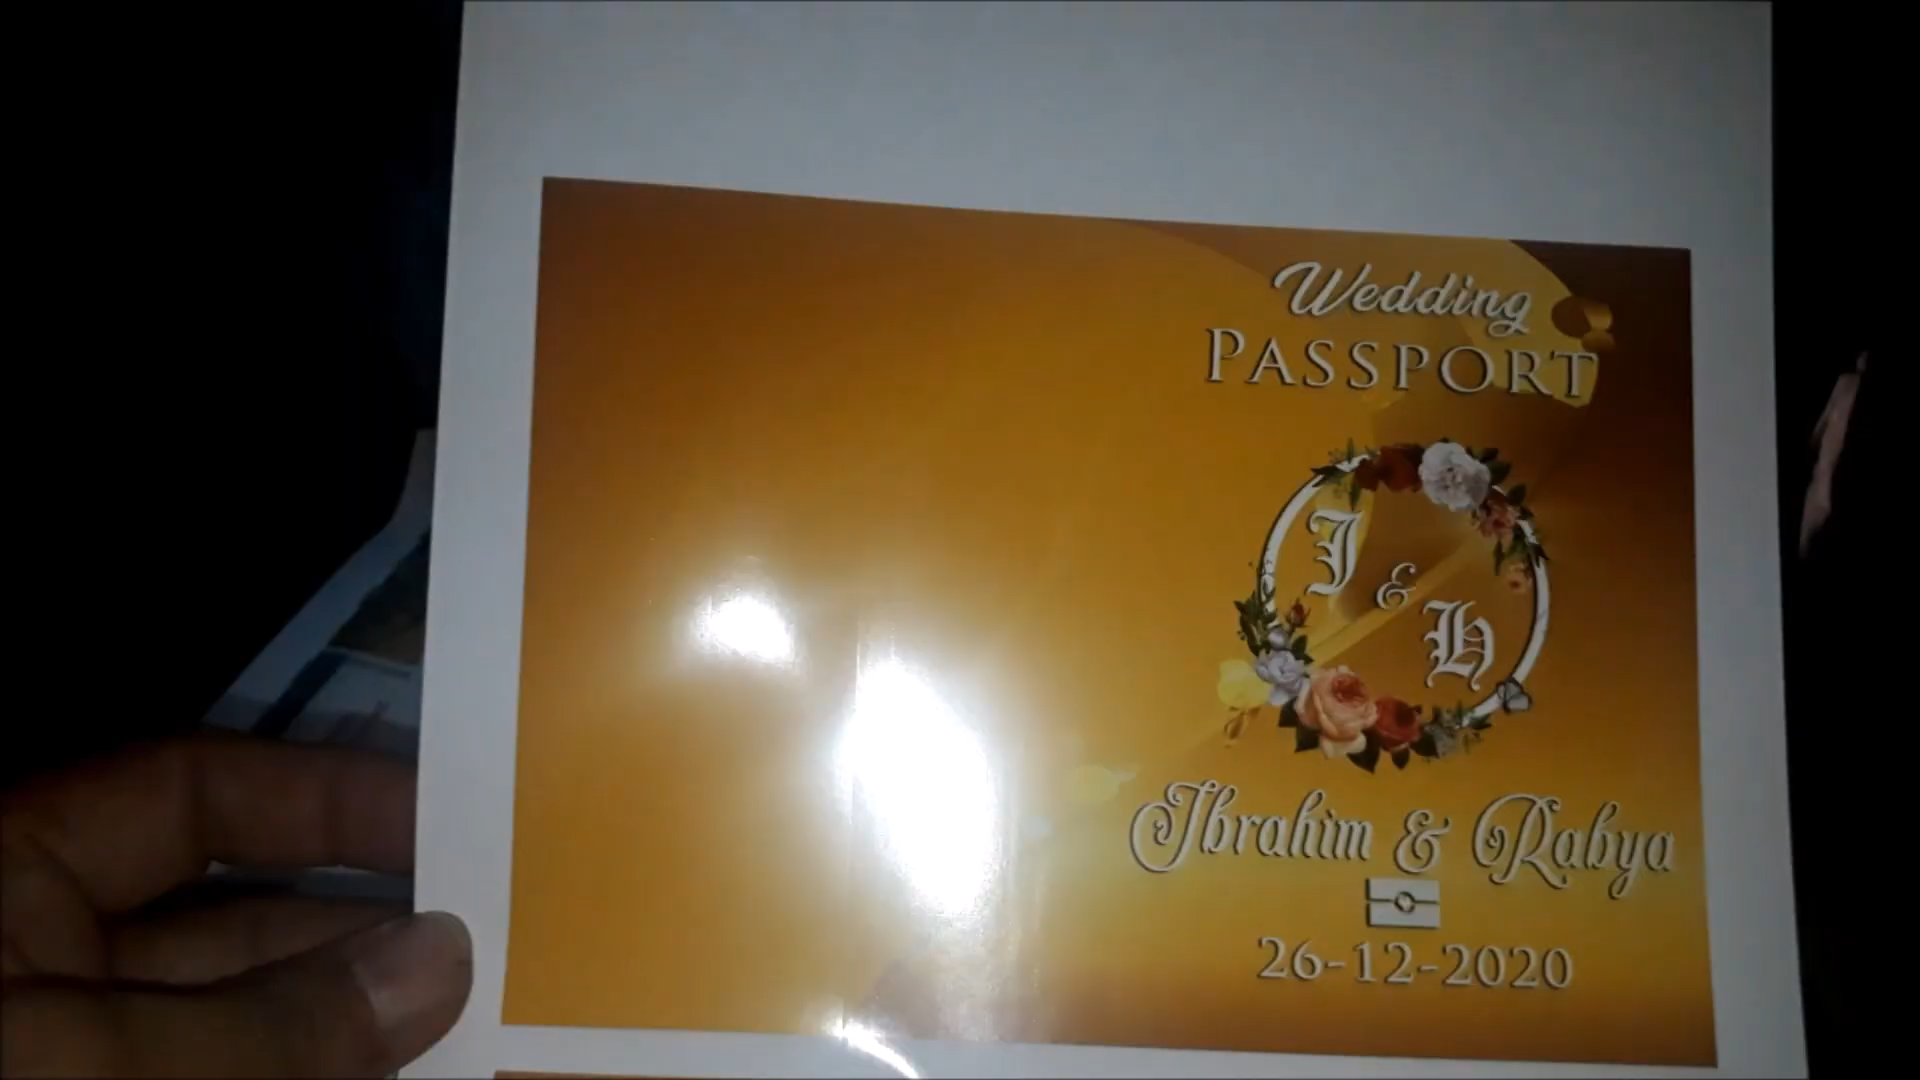 Wedding
PASSPORT
I & H
Ibrahim & Rabya
26-12-2020